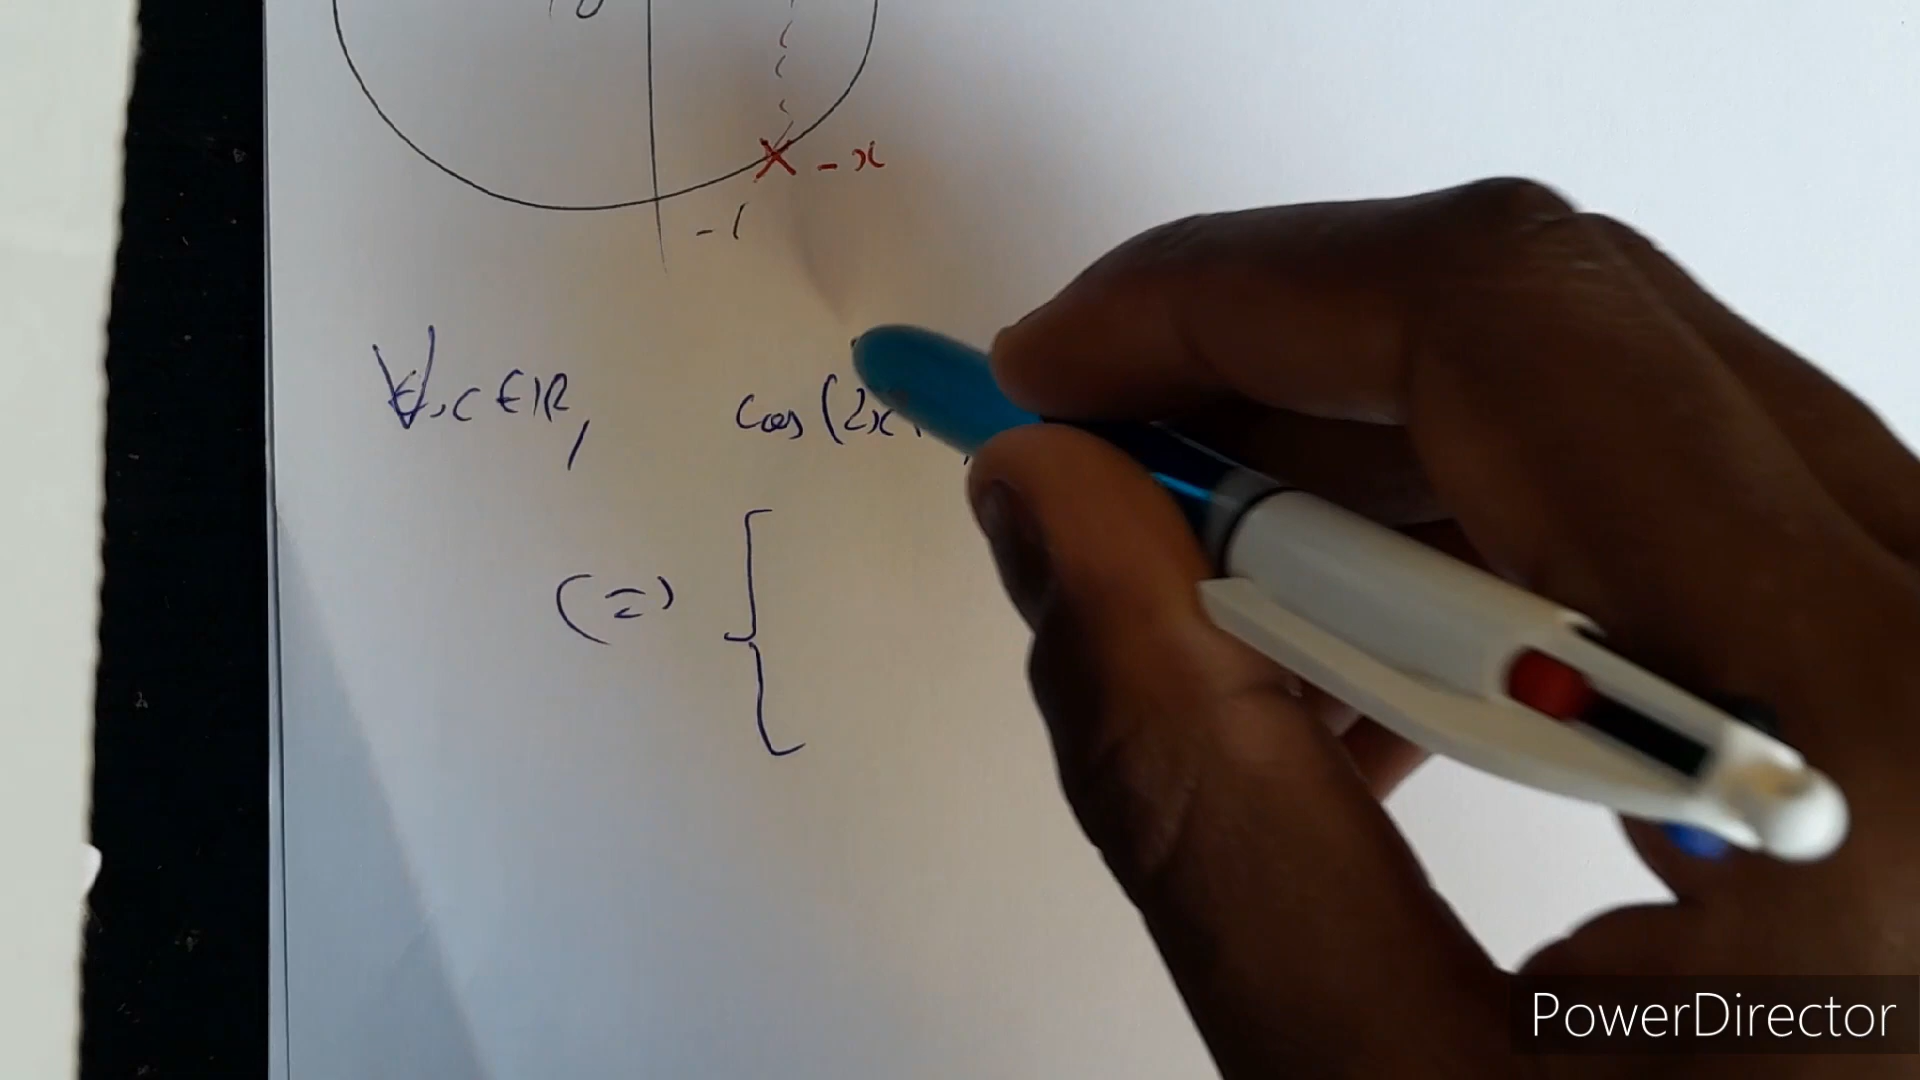 -x
-1
∀x∈ℝ, cos(2x
(=) {
PowerDirector